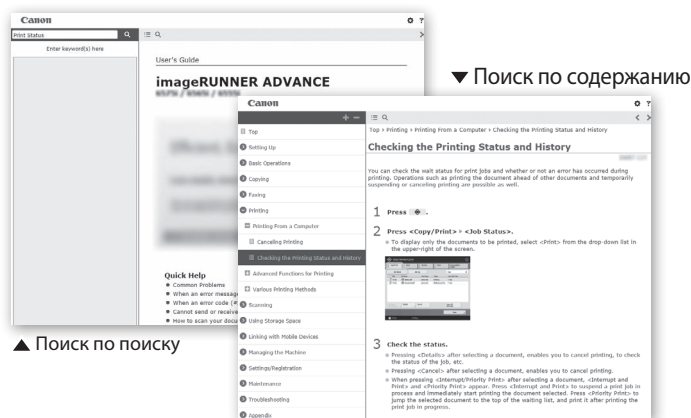 Canon
Print Status
Enter keyword(s) here
User's Guide
imageRUNNER ADVANCE
Quick Help
Common Problems
When an error messag
When an error code (#
Cannot send or receive
How to scan your docu
▲ Поиск по поиску
▼ Поиск по содержанию
Canon
Top
Setting Up
Basic Operations
Copying
Faxing
Printing
Printing From a Computer
Canceling Printing
Checking the Printing Status and History
Advanced Functions for Printing
Various Printing Methods
Scanning
Using Storage Space
Linking with Mobile Devices
Managing the Machine
Settings/Registration
Maintenance
Troubleshooting
Appendix
Top > Printing > Printing From a Computer > Checking the Printing Status and History
Checking the Printing Status and History
You can check the wait status for print jobs and whether or not an error has occurred during
printing. Operations such as printing the document ahead of other documents and temporarily
suspending or canceling printing are possible as well.
1 Press .
2 Press <Copy/Print> ▸ <Job Status>.
To display only the documents to be printed, select <Print> from the drop down list in
the upper-right of the screen.
3 Check the status.
Pressing <Details> after selecting a document, enables you to cancel printing, to check
the status of the job, etc.
Pressing <Cancel> after selecting a document, enables you to cancel printing.
When pressing <Interrupt/Priority Print> after selecting a document, <Interrupt and
Print> and <Priority Print> appear. Press <Interrupt and Print> to suspend a print job in
process and immediately start printing the document selected. Press <Priority Print> to
jump the selected document to the top of the waiting list, and print it after printing the
print job in progress.